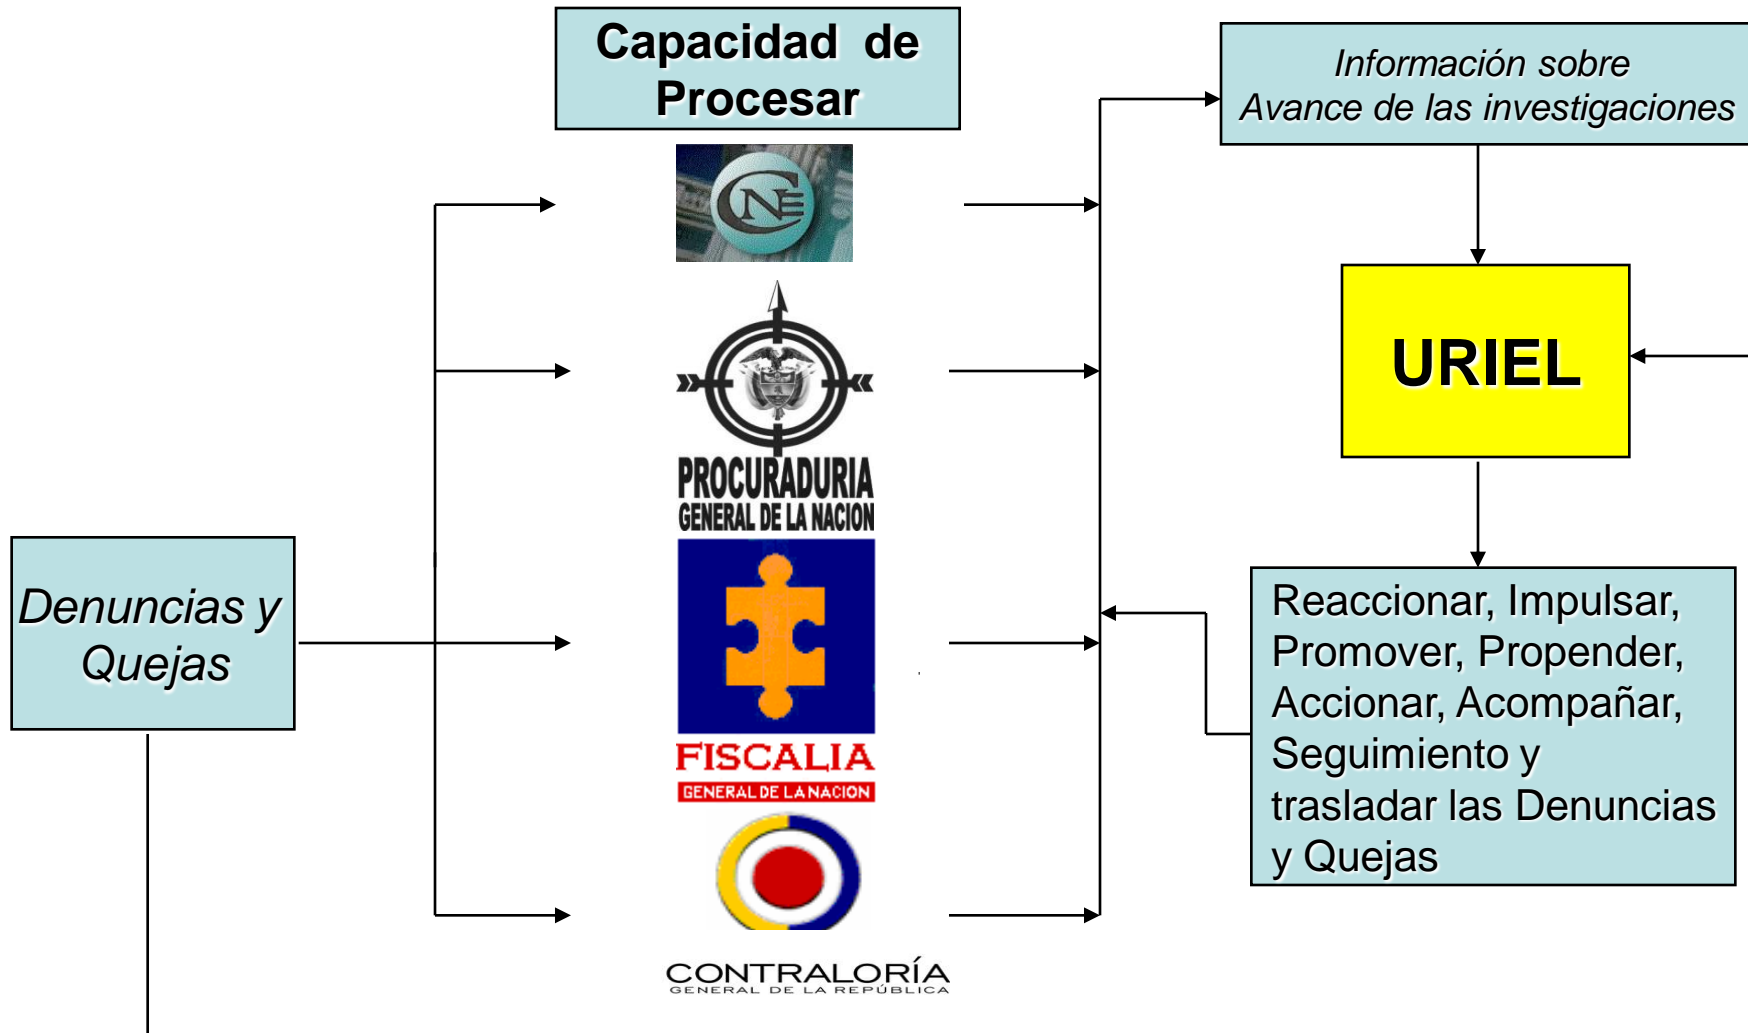 Capacidad de
Procesar
CNE
PROCURADURIA
GENERAL DE LA NACION
FISCALIA
GENERAL DE LA NACION
CONTRALORÍA
GENERAL DE LA REPÚBLICA
Denuncias y
Quejas
Información sobre
Avance de las investigaciones
URIEL
Reaccionar, Impulsar,
Promover, Propender,
Accionar, Acompañar,
Seguimiento y
trasladar las Denuncias
y Quejas